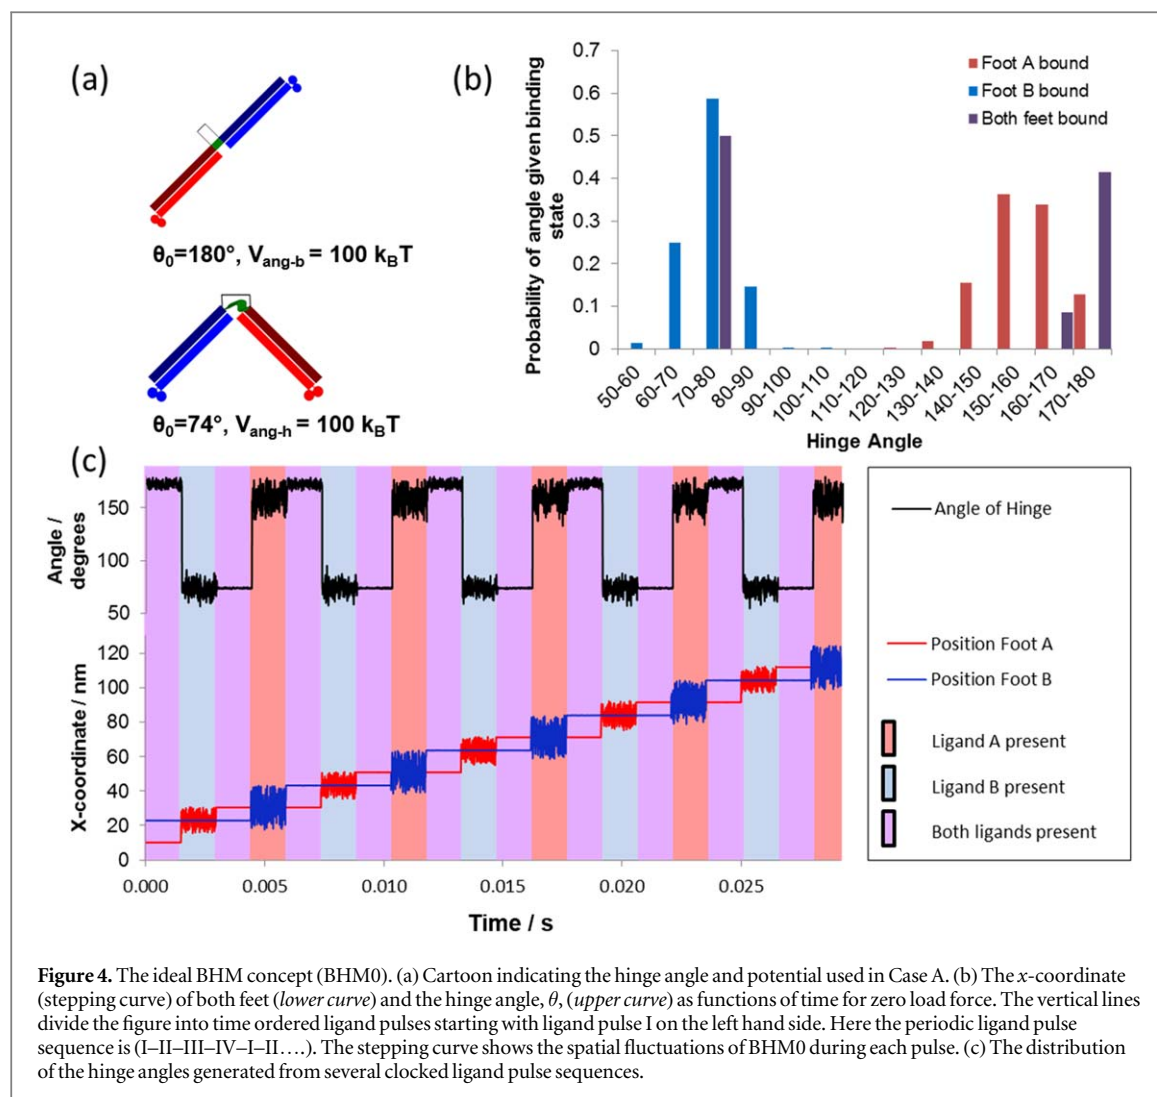 (a)
θ₀=180°, V_ang-b = 100 k_BT
θ₀=74°, V_ang-h = 100 k_BT
(b)
Probability of angle given binding
state
0.7
0.6
0.5
0.4
0.3
0.2
0.1
0
Foot A bound
Foot B bound
Both feet bound
50-60
60-70
70-80
80-90
90-100
100-110
110-120
120-130
130-140
140-150
150-160
160-170
170-180
Hinge Angle
(c)
Angle /
degrees
150
100
50
X-coordinate / nm
120
100
80
60
40
20
0
0.000
0.005
0.010
0.015
0.020
0.025
Time / s
Angle of Hinge
Position Foot A
Position Foot B
Ligand A present
Ligand B present
Both ligands present
Figure 4. The ideal BHM concept (BHM0). (a) Cartoon indicating the hinge angle and potential used in Case A. (b) The x-coordinate
(stepping curve) of both feet (lower curve) and the hinge angle, θ, (upper curve) as functions of time for zero load force. The vertical lines
divide the figure into time ordered ligand pulses starting with ligand pulse I on the left hand side. Here the periodic ligand pulse
sequence is (I–II–III–IV–I–II….). The stepping curve shows the spatial fluctuations of BHM0 during each pulse. (c) The distribution
of the hinge angles generated from several clocked ligand pulse sequences.